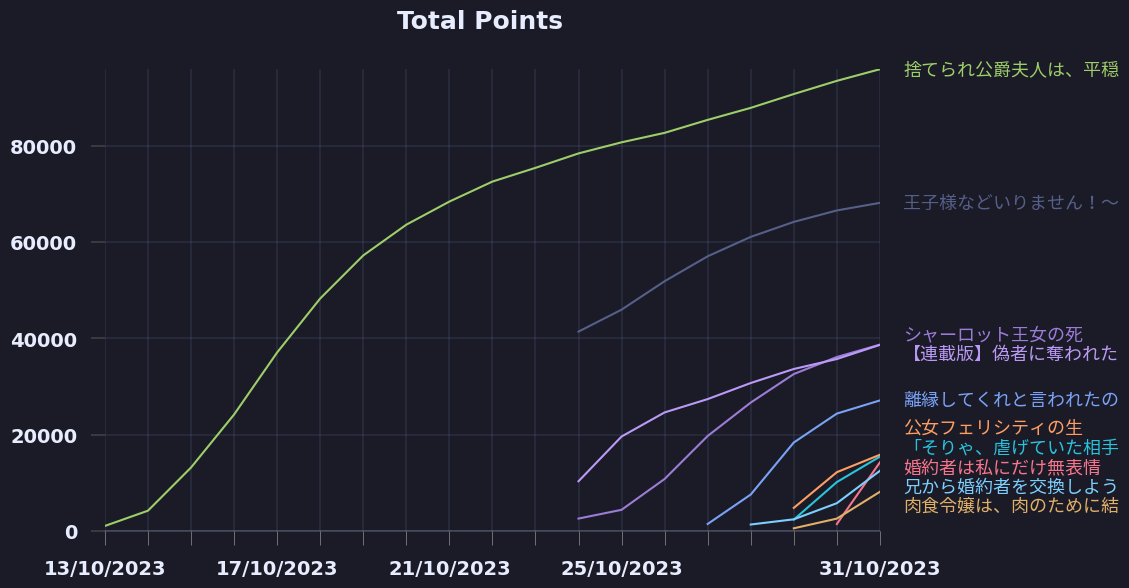 Total Points
捨てられ公爵夫人は、平穏
80000
王子様などいりません！～
60000
シャーロット王女の死
40000
【連載版】偽者に奪われた
離縁してくれと言われたの
公女フェリシティの生
20000
「そりゃ、虐げていた相手
婚約者は私にだけ無表情
兄から婚約者を交換しよう
肉食令嬢は、肉のために結
0
13/10/2023
17/10/2023
21/10/2023
25/10/2023
31/10/2023